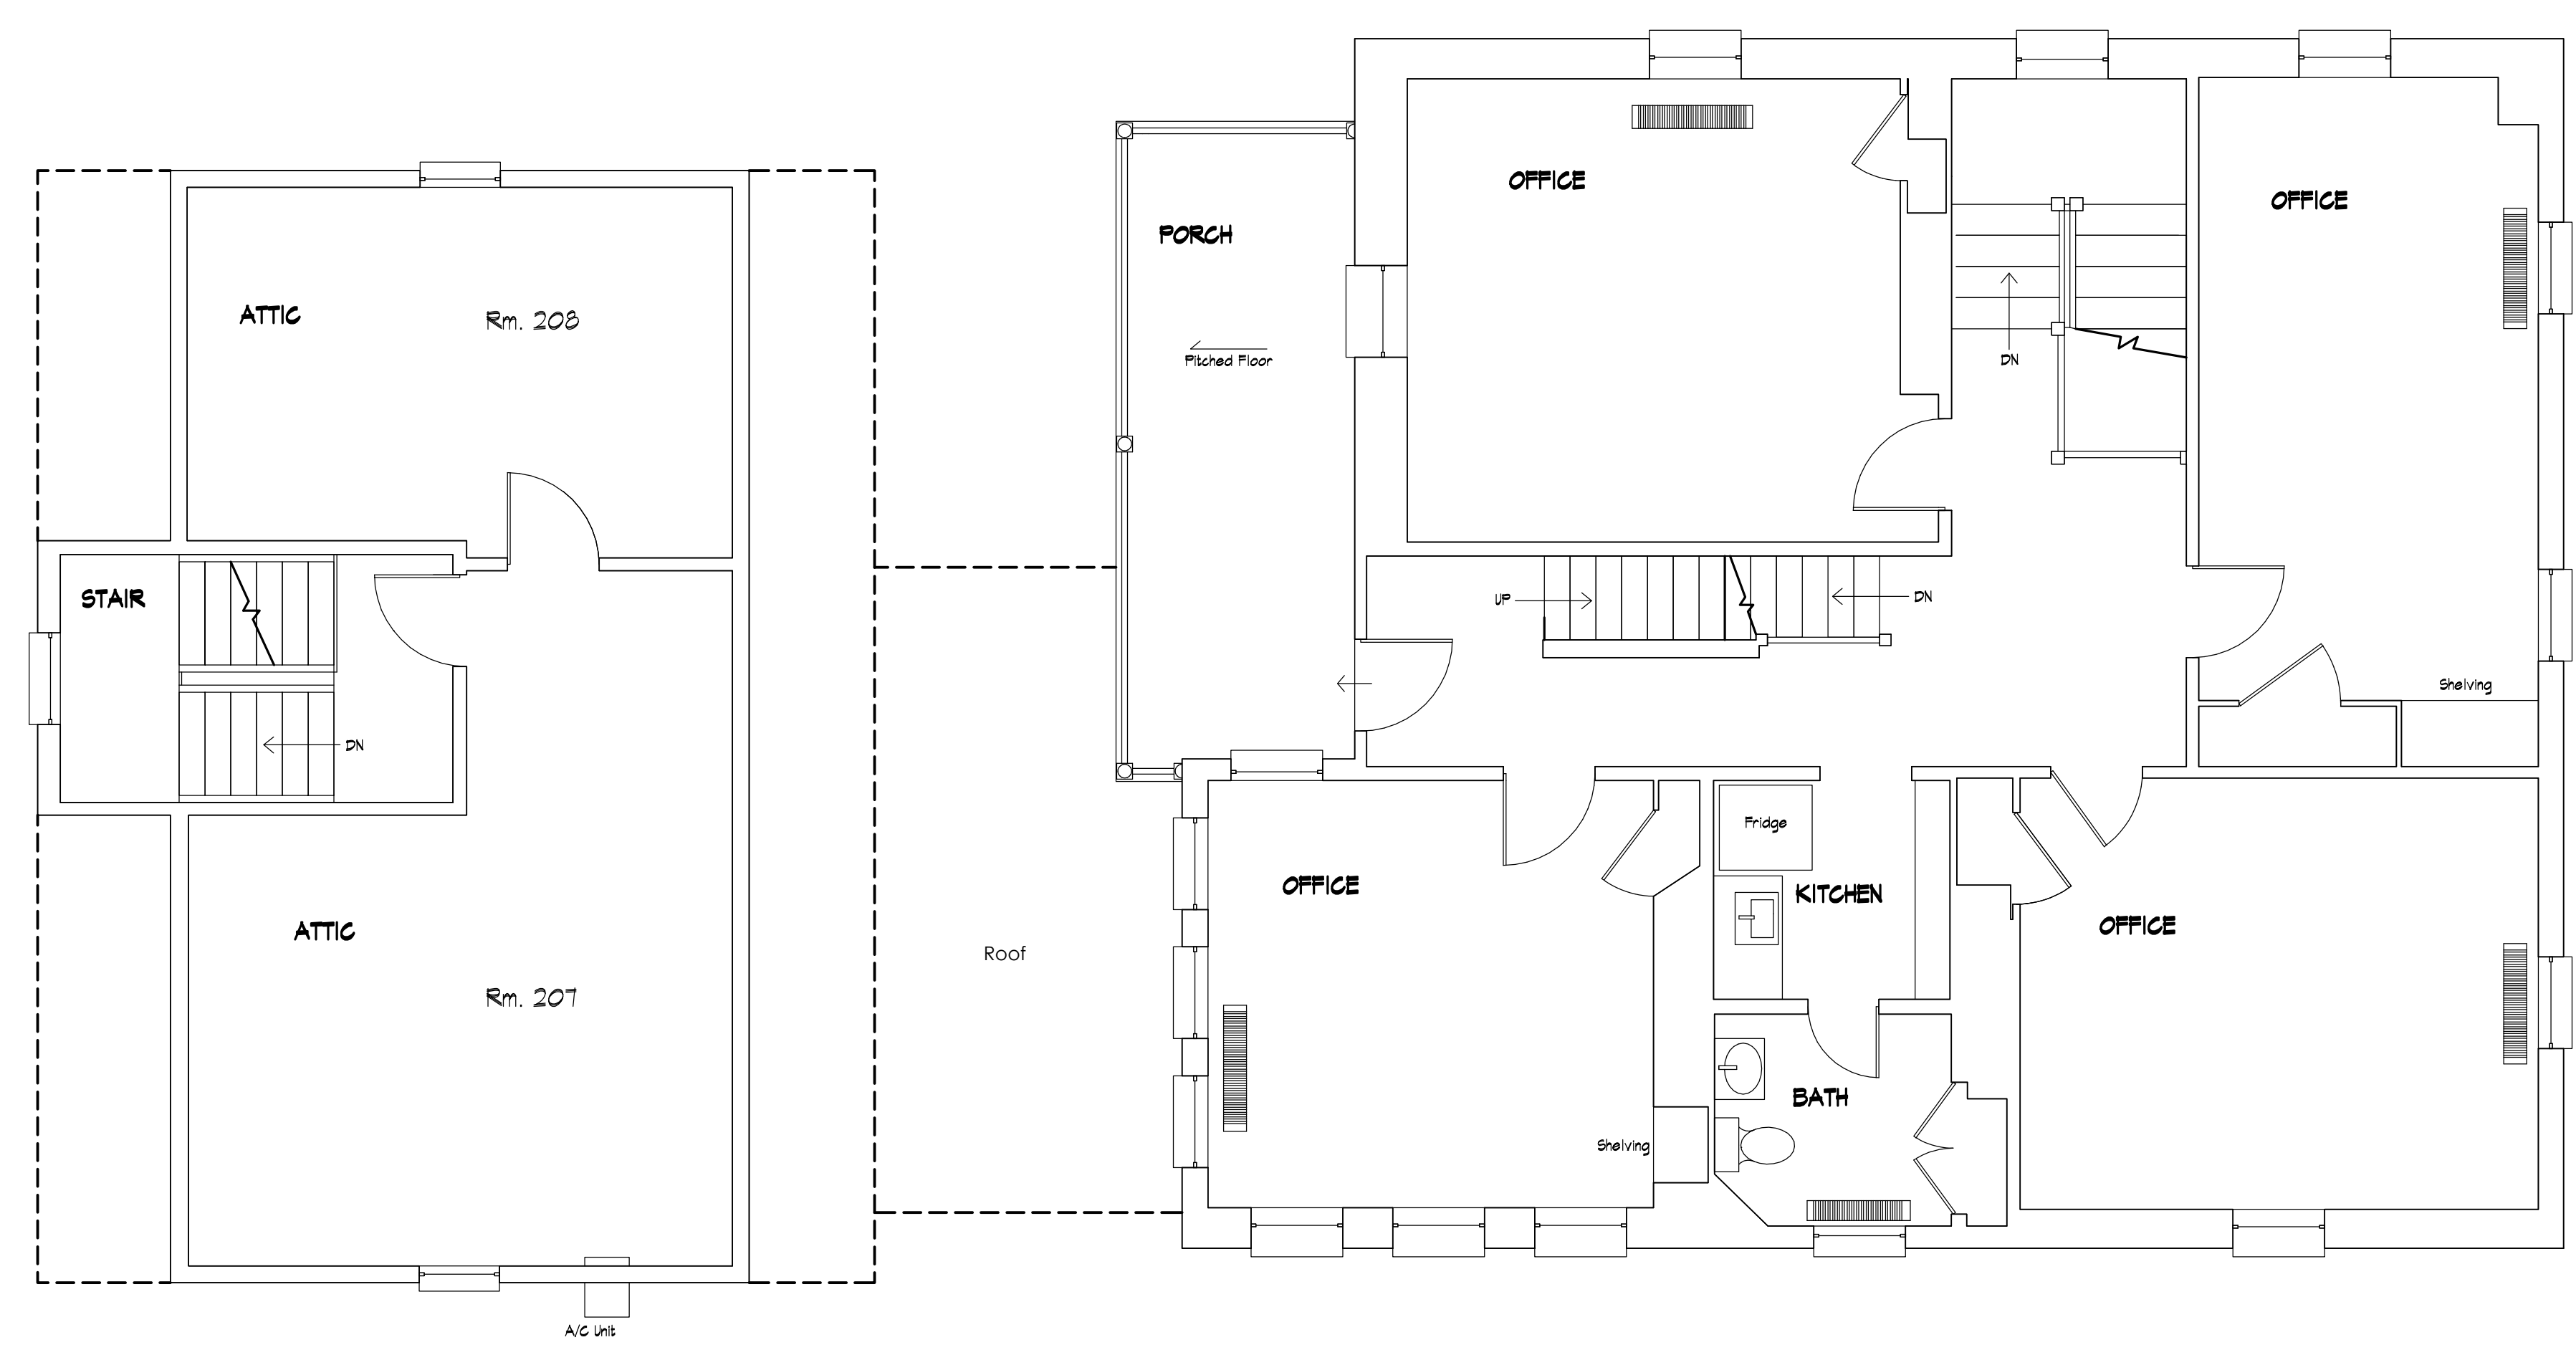 ATTIC
Rm. 208
STAIR
DN
ATTIC
Rm. 207
A/C Unit
Roof
PORCH
Pitched Floor
OFFICE
DN
OFFICE
UP
DN
Shelving
OFFICE
Fridge
KITCHEN
OFFICE
BATH
Shelving